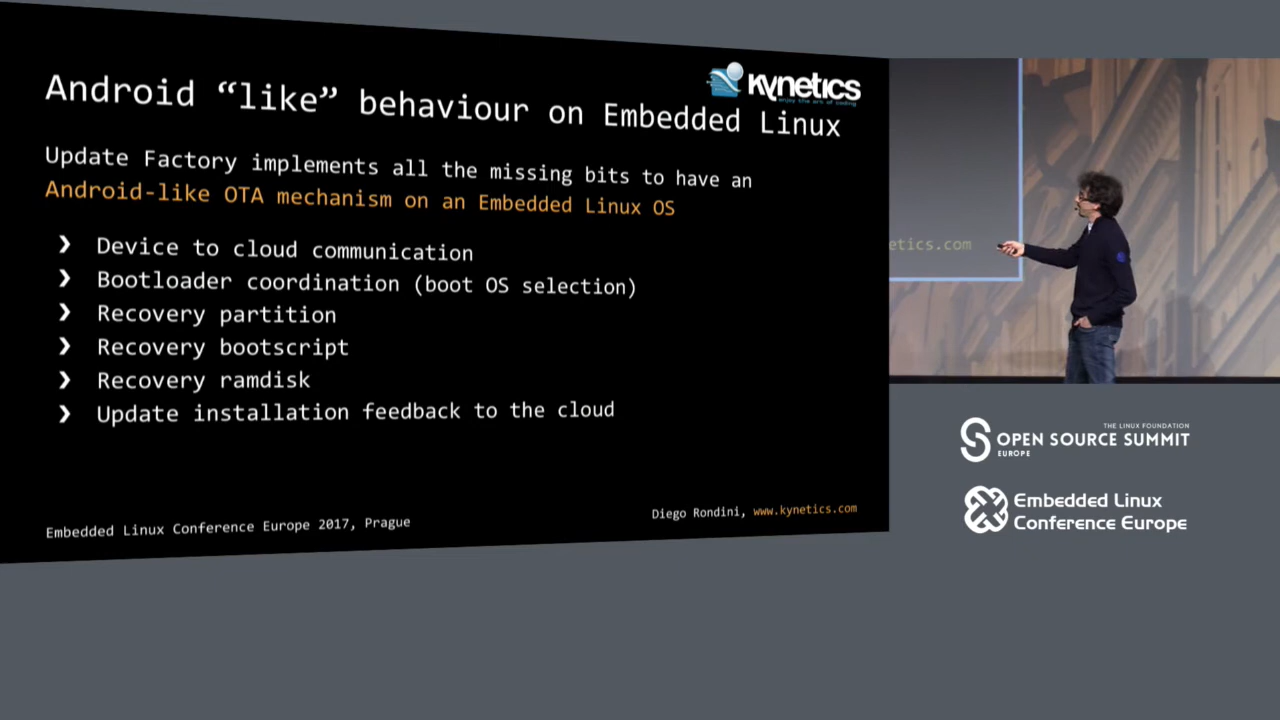 Kynetics
enjoy the art of coding
Android “like” behaviour on Embedded Linux
Update Factory implements all the missing bits to have an
Android-like OTA mechanism on an Embedded Linux OS
❯ Device to cloud communication
❯ Bootloader coordination (boot OS selection)
❯ Recovery partition
❯ Recovery bootscript
❯ Recovery ramdisk
❯ Update installation feedback to the cloud
Embedded Linux Conference Europe 2017, Prague
Diego Rondini, www.kynetics.com
etics.com
THE LINUX FOUNDATION
OPEN SOURCE SUMMIT
EUROPE
Embedded Linux
Conference Europe